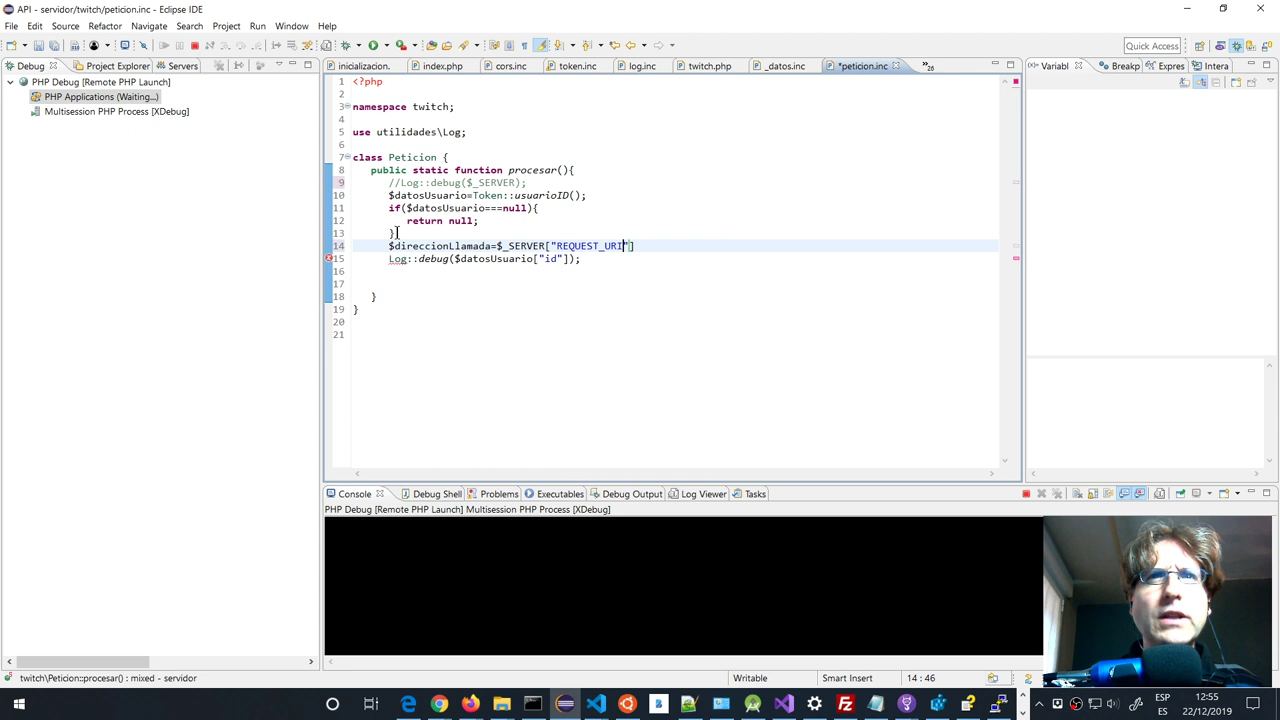 API - servidor/twitch/peticion.inc - Eclipse IDE
File Edit Source Refactor Navigate Search Project Run Window Help
Quick Access
Debug Project Explorer Servers
inicializacion. index.php cors.inc token.inc log.inc twitch.php _datos.inc *peticion.inc »26
Variabl Breakp Expres Intera
PHP Debug [Remote PHP Launch]
PHP Applications (Waiting...)
Multisession PHP Process [XDebug]
1 <?php
2
3 namespace twitch;
4
5 use utilidades\Log;
6
7 class Peticion {
8 public static function procesar(){
9 //Log::debug($_SERVER);
10 $datosUsuario=Token::usuarioID();
11 if($datosUsuario===null){
12 return null;
13 }
14 $direccionLlamada=$_SERVER["REQUEST_URI"]
15 Log::debug($datosUsuario["id"]);
16
17
18 }
19 }
20
21
Console Debug Shell Problems Executables Debug Output Log Viewer Tasks
PHP Debug [Remote PHP Launch] Multisession PHP Process [XDebug]
twitch\Peticion::procesar() : mixed - servidor
Writable Smart Insert 14 : 46
ESP 12:55
ES 22/12/2019